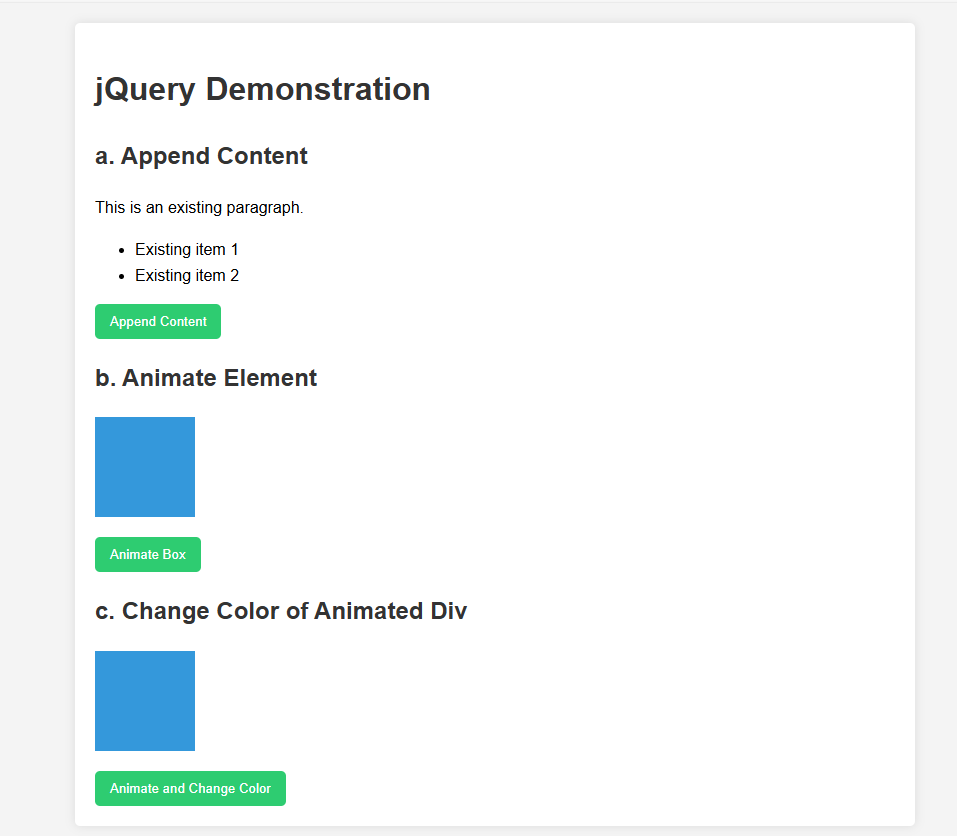 jQuery Demonstration
a. Append Content
This is an existing paragraph.
Existing item 1
Existing item 2
Append Content
b. Animate Element
Animate Box
c. Change Color of Animated Div
Animate and Change Color